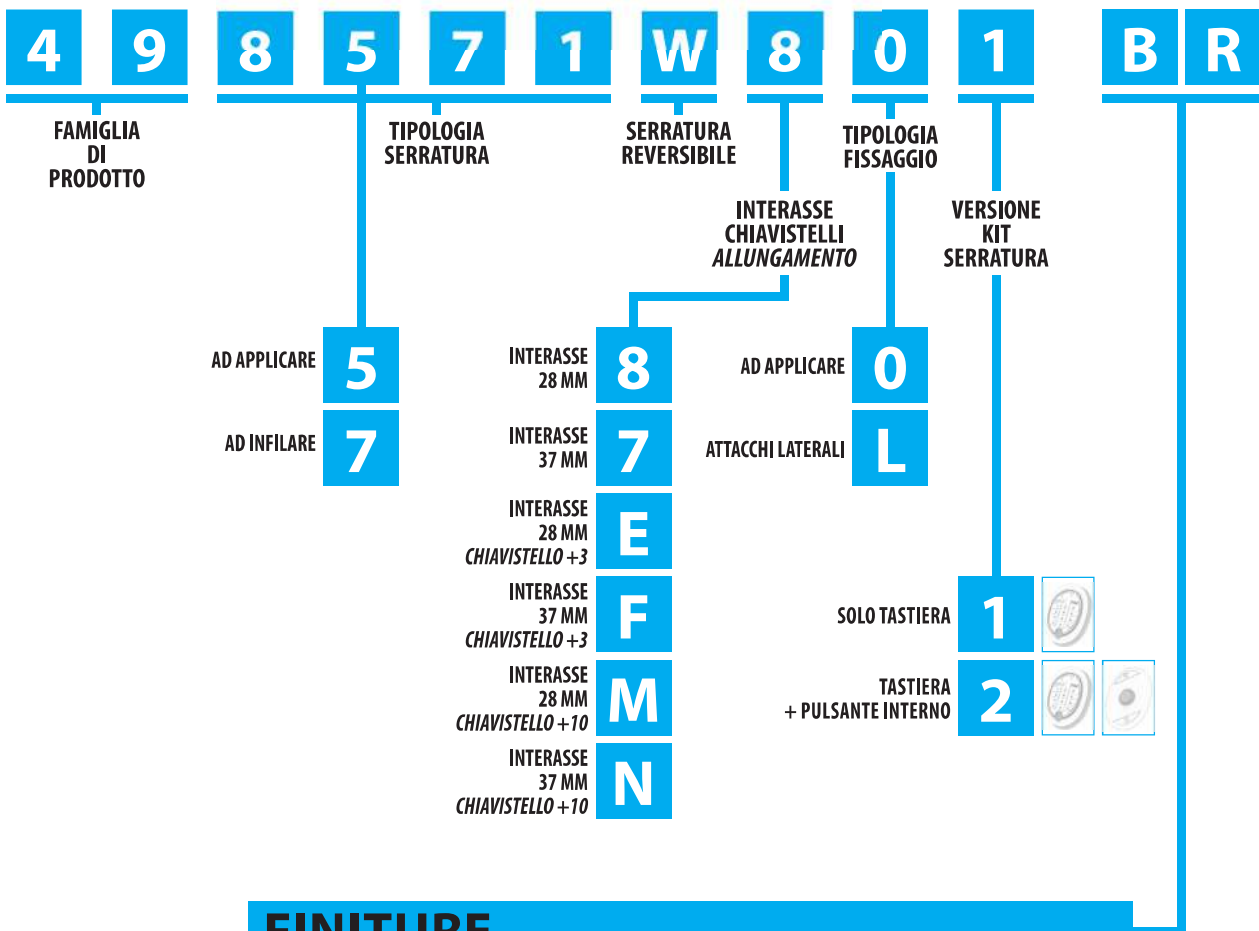 4 9 8 5 7 1 W 8 0 1 B R
FAMIGLIA
DI
PRODOTTO
TIPOLOGIA
SERRATURA
SERRATURA
REVERSIBILE
TIPOLOGIA
FISSAGGIO
INTERASSE
CHIAVISTELLI
ALLUNGAMENTO
VERSIONE
KIT
SERRATURA
AD APPLICARE 5
AD INFILARE 7
INTERASSE
28 MM
8
INTERASSE
37 MM
7
INTERASSE
28 MM
CHIAVISTELLO +3
E
INTERASSE
37 MM
CHIAVISTELLO +3
F
INTERASSE
28 MM
CHIAVISTELLO +10
M
INTERASSE
37 MM
CHIAVISTELLO +10
N
AD APPLICARE 0
ATTACCHI LATERALI L
SOLO TASTIERA 1
TASTIERA
+ PULSANTE INTERNO
2
FINITURE